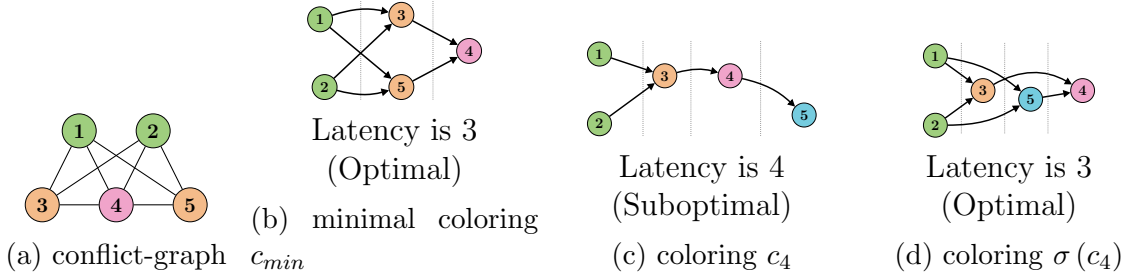 1 2
3 4 5
(a) conflict-graph
1 3
4
2 5
Latency is 3
(Optimal)
(b) minimal coloring
c_{min}
1
3 4
2 5
Latency is 4
(Suboptimal)
(c) coloring c_4
1
3 5 4
2
Latency is 3
(Optimal)
(d) coloring σ (c_4)